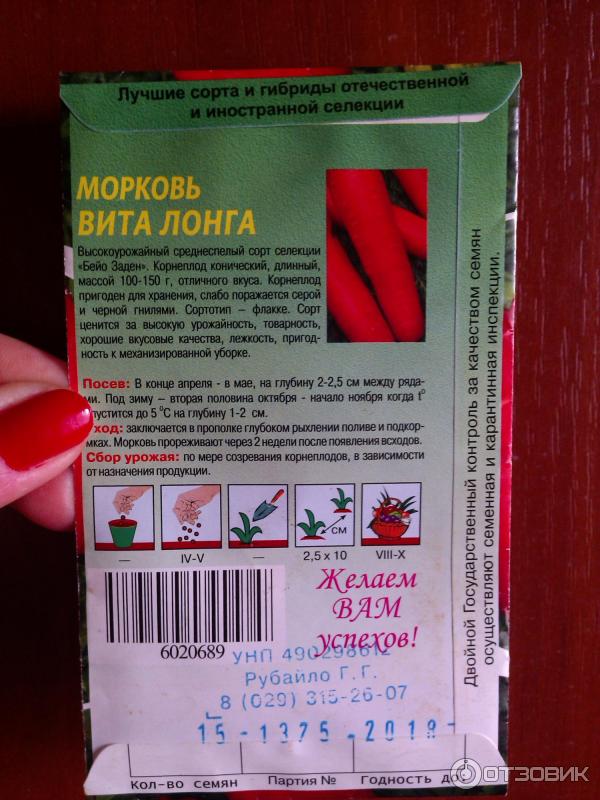 Лучшие сорта и гибриды отечественной
и иностранной селекции
МОРКОВЬ
ВИТА ЛОНГА
Высокоурожайный среднеспелый сорт селекции
«Бейо Заден». Корнеплод конический, длинный,
массой 100-150 г, отличного вкуса. Корнеплод
пригоден для хранения, слабо поражается серой
и черной гнилями. Сортотип – флакке. Сорт
ценится за высокую урожайность, товарность,
хорошие вкусовые качества, лежкость, пригод-
ность к механизированной уборке.
Посев: В конце апреля - в мае, на глубину 2-2,5 см между ряда-
ми. Под зиму – вторая половина октября - начало ноября когда t°
пустится до 5 °С на глубину 1-2 см.
ход: заключается в прополке глубоком рыхлении поливе и подкор-
мках. Морковь прореживают через 2 недели после появления всходов.
Сбор урожая: по мере созревания корнеплодов, в зависимости
от назначения продукции.
см
— IV-V — 2,5 x 10 VIII-X
6020689
Желаем
ВАМ
успехов!
УНП 490298612
Рубайло Г. Г.
8 (029) 315-26-07
15-1375-2018-
Кол-во семян Партия № Годность до:
Двойной Государственный контроль за качеством семян
осуществляют семенная и карантинная инспекции.
ОТЗОВИК